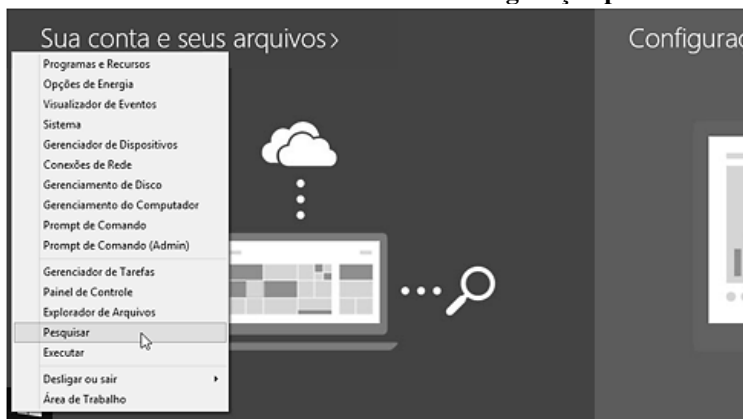 Sua conta e seus arquivos >
Configurac
Programas e Recursos
Opções de Energia
Visualizador de Eventos
Sistema
Gerenciador de Dispositivos
Conexões de Rede
Gerenciamento de Disco
Gerenciamento do Computador
Prompt de Comando
Prompt de Comando (Admin)
Gerenciador de Tarefas
Painel de Controle
Explorador de Arquivos
Pesquisar
Executar
Desligar ou sair
Área de Trabalho